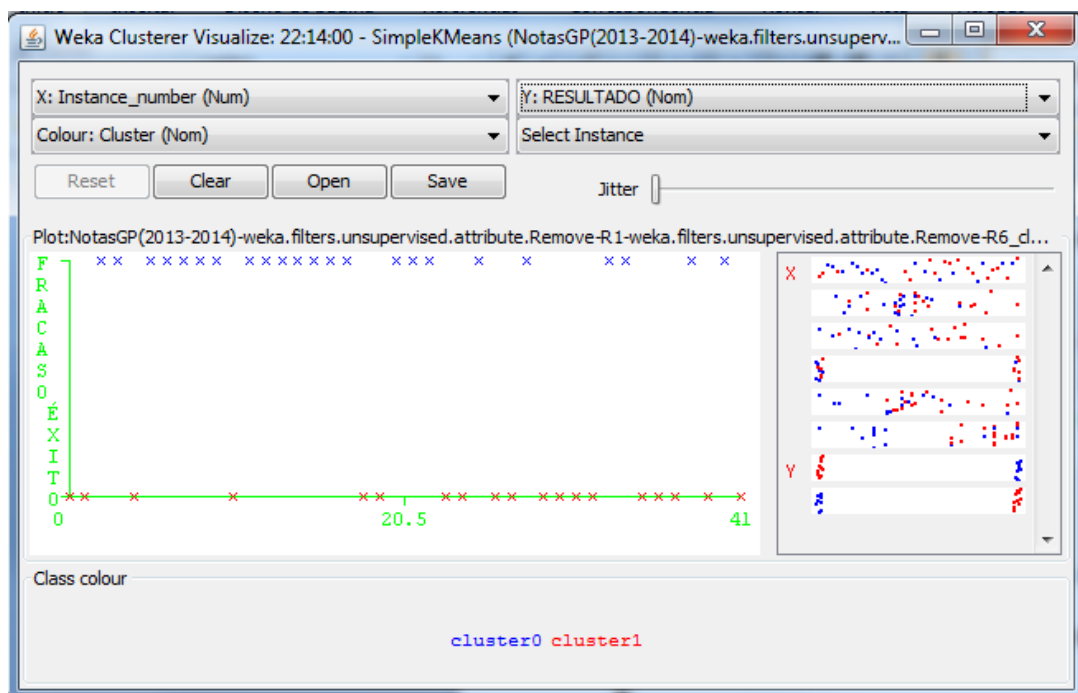 Weka Clusterer Visualize: 22:14:00 - SimpleKMeans (NotasGP(2013-2014)-weka.filters.unsuperv...
X: Instance_number (Num)
Y: RESULTADO (Nom)
Colour: Cluster (Nom)
Select Instance
Reset
Clear
Open
Save
Jitter
Plot:NotasGP(2013-2014)-weka.filters.unsupervised.attribute.Remove-R1-weka.filters.unsupervised.attribute.Remove-R6_cl...
FRACASO
ÉXITO
0
20.5
41
X
Y
Class colour
cluster0 cluster1